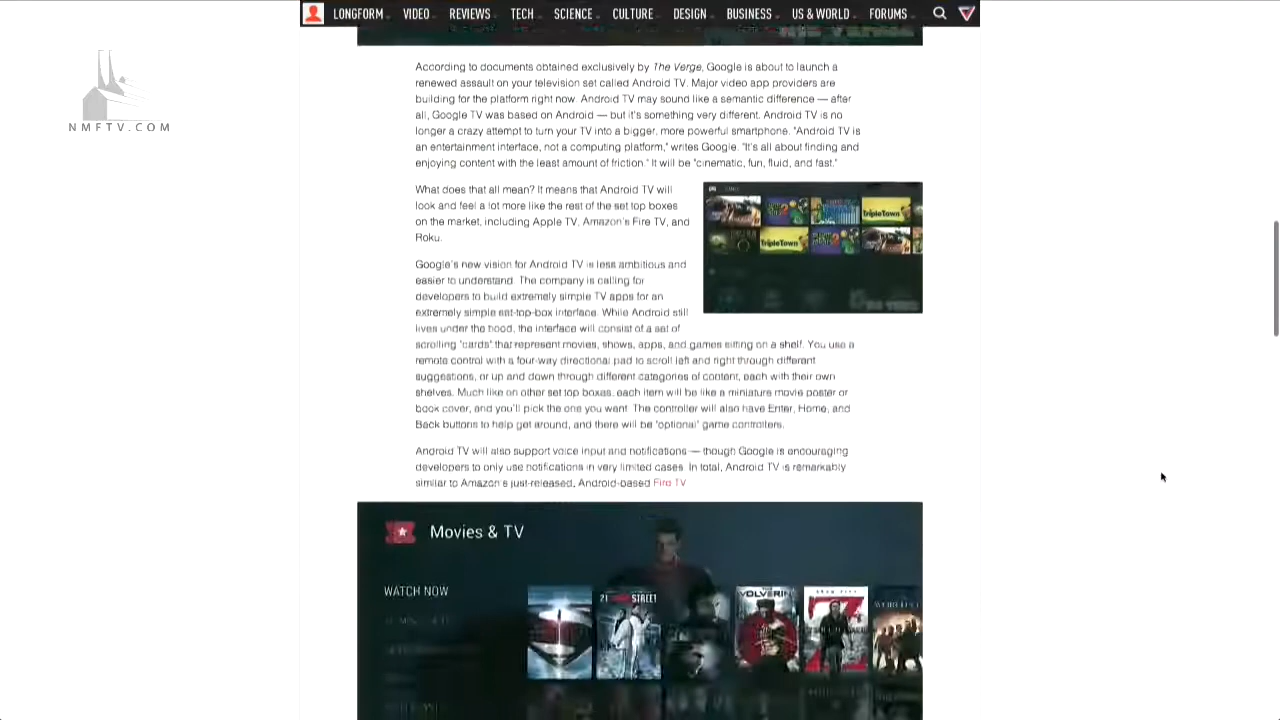 LONGFORM VIDEO REVIEWS TECH SCIENCE CULTURE DESIGN BUSINESS US & WORLD FORUMS
NMFTV.COM
According to documents obtained exclusively by The Verge, Google is about to launch a
renewed assault on your television set called Android TV. Major video app providers are
building for the platform right now. Android TV may sound like a semantic difference — after
all, Google TV was based on Android — but it's something very different. Android TV is no
longer a crazy attempt to turn your TV into a bigger, more powerful smartphone. "Android TV is
an entertainment interface, not a computing platform," writes Google. "It's all about finding and
enjoying content with the least amount of friction." It will be "cinematic, fun, fluid, and fast."
What does that all mean? It means that Android TV will
look and feel a lot more like the rest of the set top boxes
on the market, including Apple TV, Amazon's Fire TV, and
Roku.
TripleTown
TripleTown
Google's new vision for Android TV is less ambitious and
easier to understand. The company is calling for
developers to build extremely simple TV apps for an
extremely simple set-top-box interface. While Android still
lives under the hood, the interface will consist of a set of
scrolling "cards" that represent movies, shows, apps, and games sitting on a shelf. You use a
remote control with a four-way directional pad to scroll left and right through different
suggestions, or up and down through different categories of content, each with their own
shelves. Much like on other set top boxes, each item will be like a miniature movie poster or
book cover, and you'll pick the one you want. The controller will also have Enter, Home, and
Back buttons to help get around, and there will be "optional" game controllers.
Android TV will also support voice input and notifications — though Google is encouraging
developers to only use notifications in very limited cases. In total, Android TV is remarkably
similar to Amazon's just-released, Android-based Fire TV
Movies & TV
WATCH NOW
21 STREET